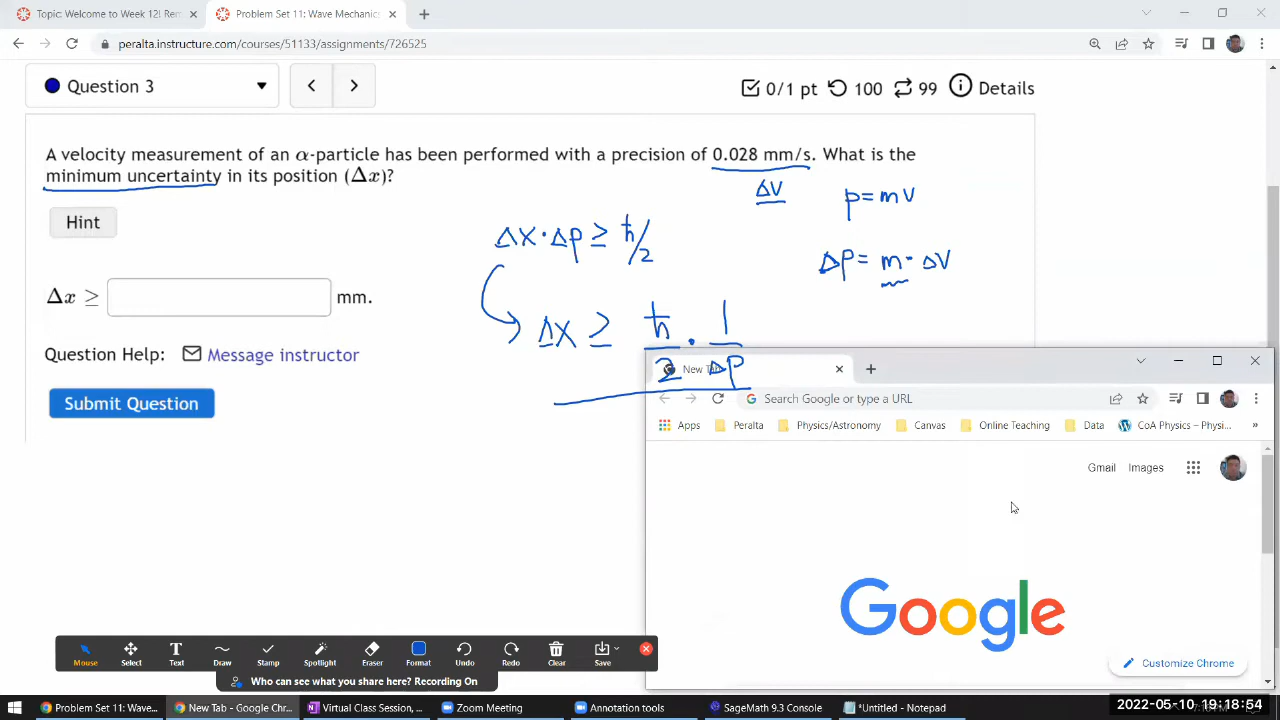 Topic: Welcome to Week 12! Rem
Problem Set 11: Wave Mechanics
peralta.instructure.com/courses/51133/assignments/726525
Question 3
0/1 pt 100 99 Details
A velocity measurement of an α-particle has been performed with a precision of 0.028 mm/s. What is the
minimum uncertainty in its position (Δx)?
ΔV
p=mv
Hint
Δx·Δp≥ħ/2
Δp=m·ΔV
Δx ≥ mm.
Δx ≥ ħ/2 · 1/Δp
Question Help: Message instructor
Submit Question
New Ta
Search Google or type a URL
Apps Peralta Physics/Astronomy Canvas Online Teaching Data CoA Physics – Physi... »
Gmail Images
Google
Customize Chrome
Mouse Select Text Draw Stamp Spotlight Eraser Format Undo Redo Clear Save
Who can see what you share here? Recording On
Problem Set 11: Wave... New Tab - Google Chr... Virtual Class Session, ... Zoom Meeting Annotation tools SageMath 9.3 Console *Untitled - Notepad
2022-05-10 19:18:54